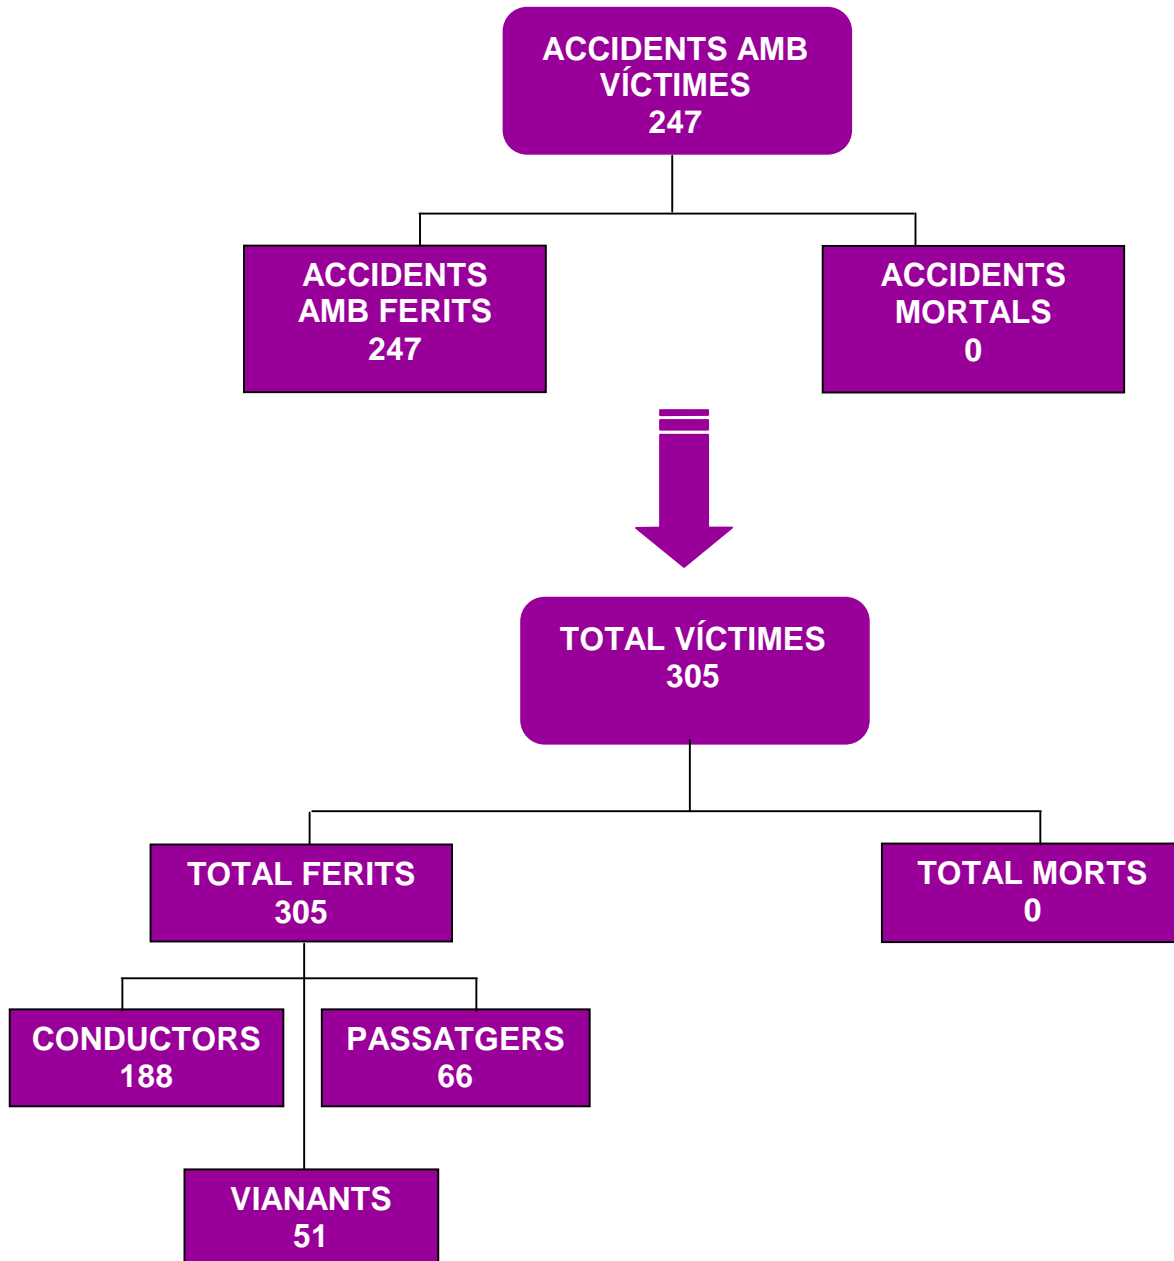 ACCIDENTS AMB
VÍCTIMES
247
ACCIDENTS
AMB FERITS
247
ACCIDENTS
MORTALS
0
TOTAL VÍCTIMES
305
TOTAL FERITS
305
TOTAL MORTS
0
CONDUCTORS
188
PASSATGERS
66
VIANANTS
51